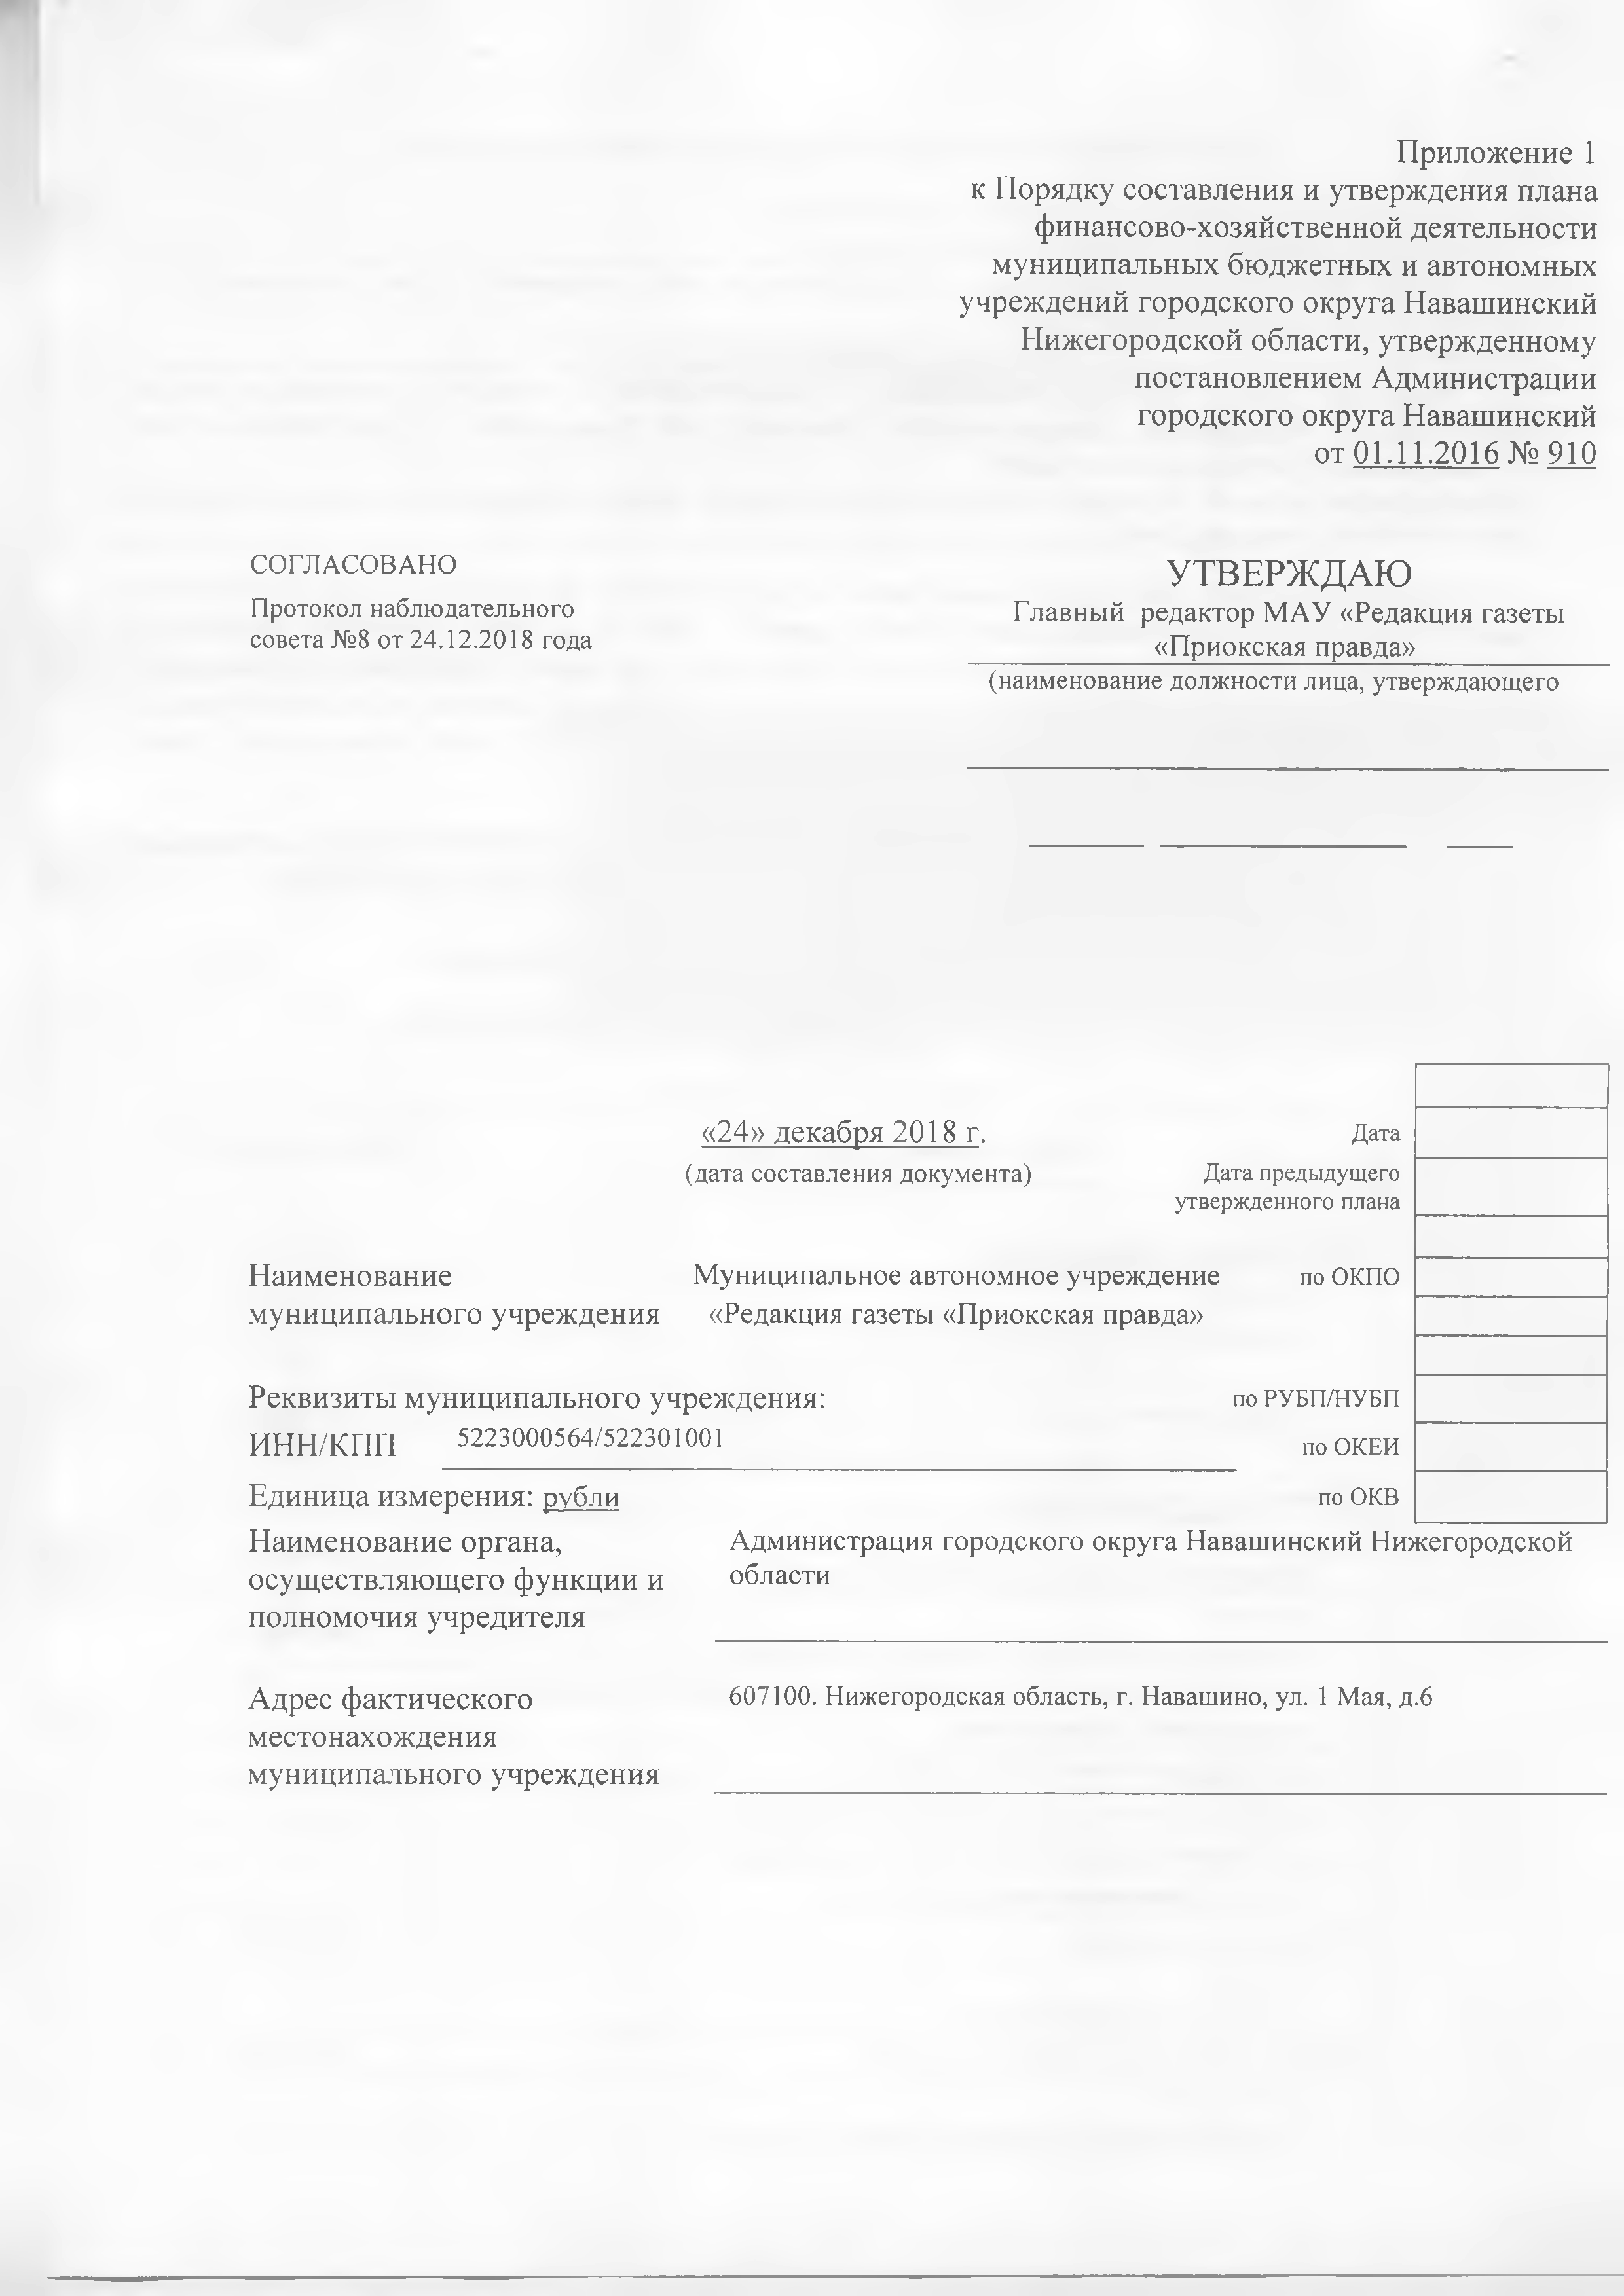 Приложение 1
к Порядку составления и утверждения плана
финансово-хозяйственной деятельности
муниципальных бюджетных и автономных
учреждений городского округа Навашинский
Нижегородской области, утвержденному
постановлением Администрации
городского округа Навашинский
от 01.11.2016 № 910
СОГЛАСОВАНО
Протокол наблюдательного
совета №8 от 24.12.2018 года
УТВЕРЖДАЮ
Главный редактор МАУ «Редакция газеты
«Приокская правда»
(наименование должности лица, утверждающего
«24» декабря 2018 г.
Дата
(дата составления документа)
Дата предыдущего
утвержденного плана
Наименование
муниципального учреждения
Муниципальное автономное учреждение
«Редакция газеты «Приокская правда»
по ОКПО
Реквизиты муниципального учреждения:
по РУБП/НУБП
ИНН/КПП 5223000564/522301001
по ОКЕИ
Единица измерения: рубли
по ОКВ
Наименование органа,
осуществляющего функции и
полномочия учредителя
Администрация городского округа Навашинский Нижегородской
области
Адрес фактического
местонахождения
муниципального учреждения
607100. Нижегородская область, г. Навашино, ул. 1 Мая, д.6